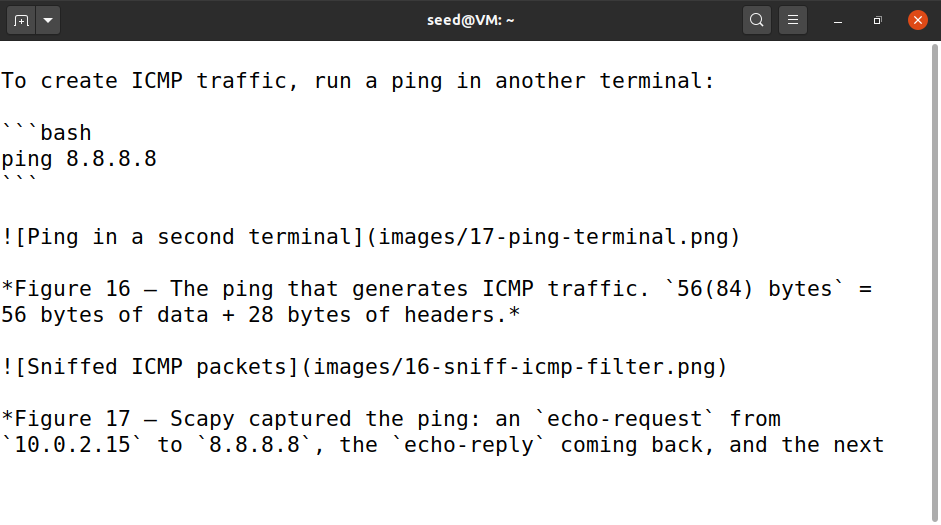 seed@VM: ~
To create ICMP traffic, run a ping in another terminal:
```bash
ping 8.8.8.8
```
![Ping in a second terminal](images/17-ping-terminal.png)
*Figure 16 – The ping that generates ICMP traffic. `56(84) bytes` =
56 bytes of data + 28 bytes of headers.*
![Sniffed ICMP packets](images/16-sniff-icmp-filter.png)
*Figure 17 – Scapy captured the ping: an `echo-request` from
`10.0.2.15` to `8.8.8.8`, the `echo-reply` coming back, and the next